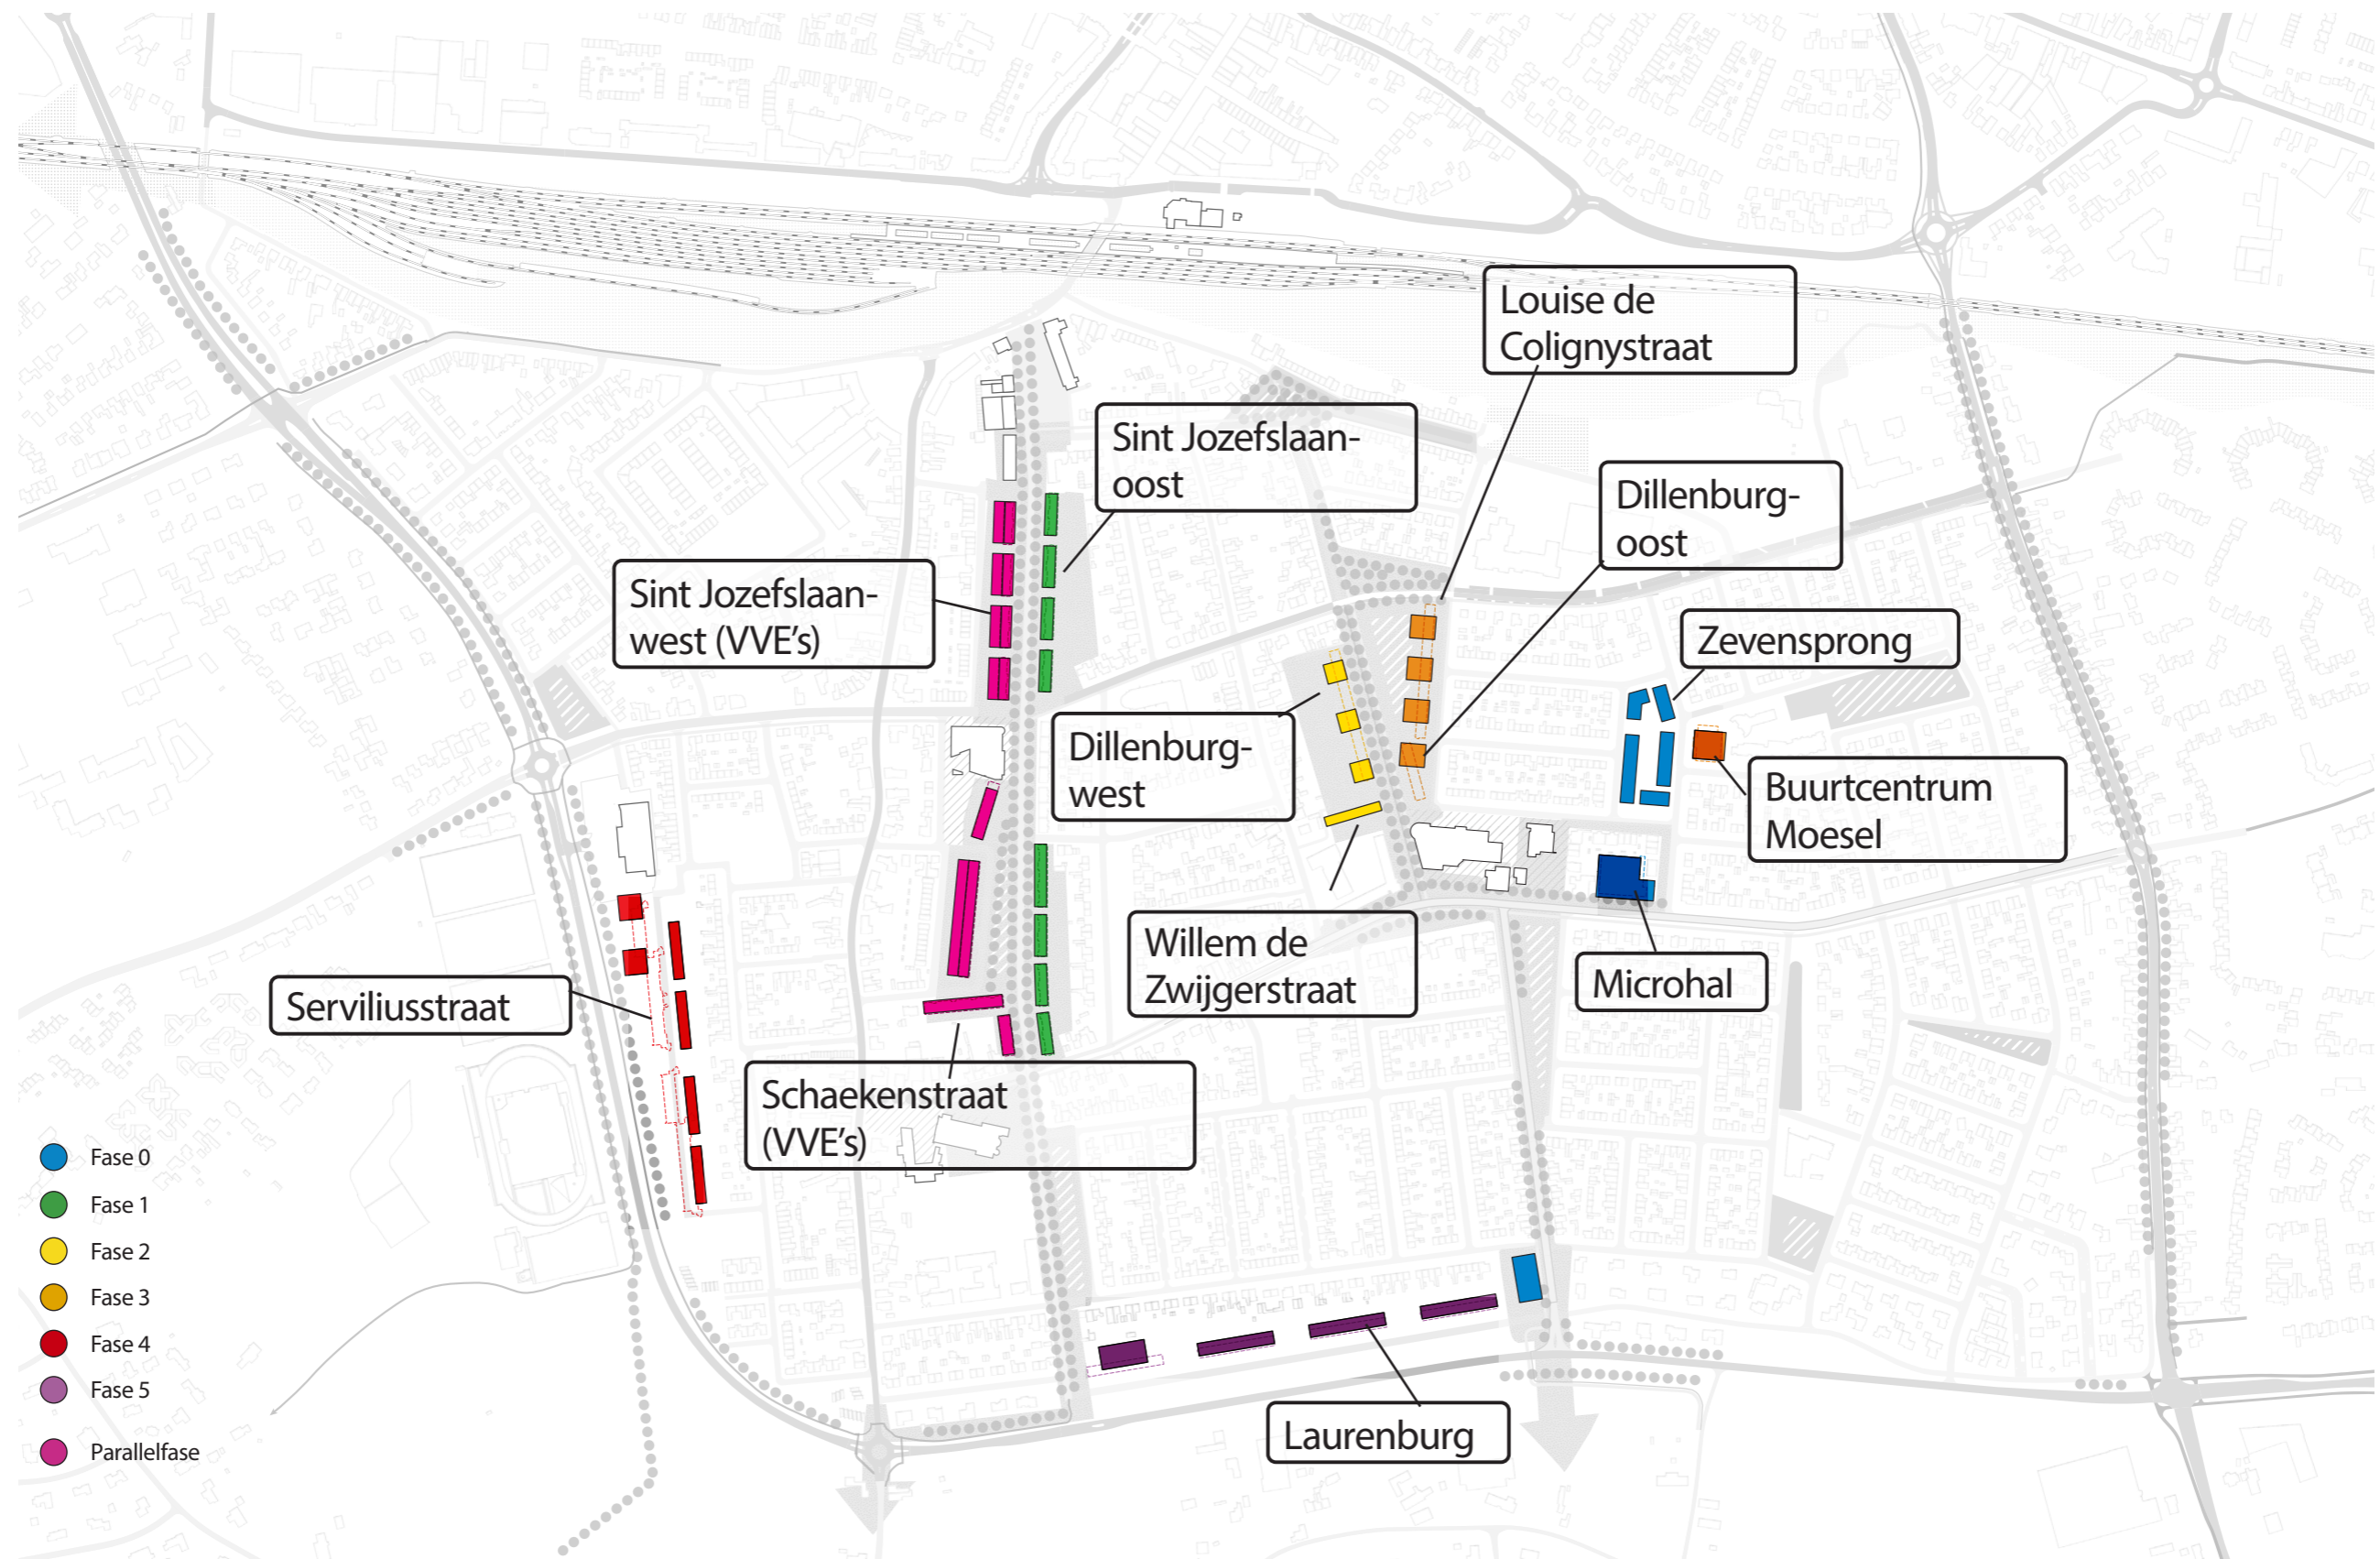 Louise de
Colignystraat
Sint Jozefslaan-
oost
Dillenburg-
oost
Sint Jozefslaan-
west (VVE's)
Zevensprong
Dillenburg-
west
Buurtcentrum
Moesel
Willem de
Zwijgerstraat
Microhal
Serviliusstraat
Schaekenstraat
(VVE's)
Laurenburg
Fase 0
Fase 1
Fase 2
Fase 3
Fase 4
Fase 5
Parallelfase